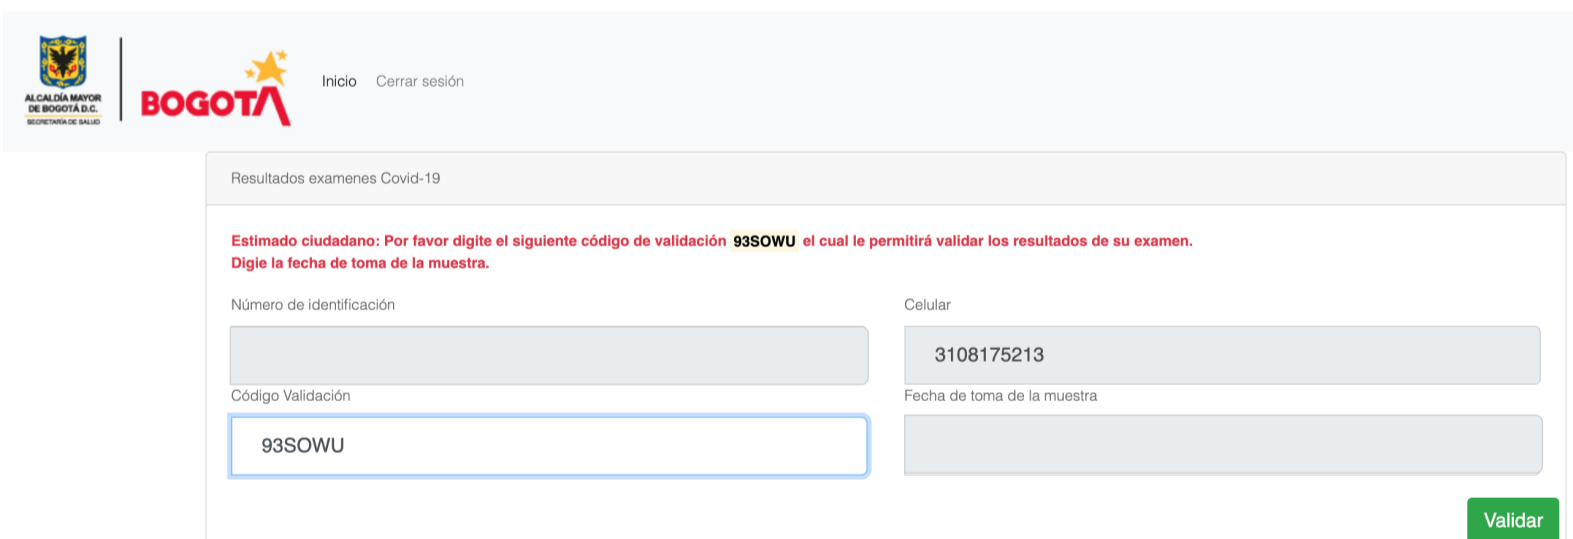 ALCALDÍA MAYOR
DE BOGOTÁ D.C.
SECRETARÍA DE SALUD
BOGOTÁ
Inicio Cerrar sesión
Resultados examenes Covid-19
Estimado ciudadano: Por favor digite el siguiente código de validación 93SOWU el cual le permitirá validar los resultados de su examen.
Digie la fecha de toma de la muestra.
Número de identificación
Celular
3108175213
Código Validación
Fecha de toma de la muestra
93SOWU
Validar